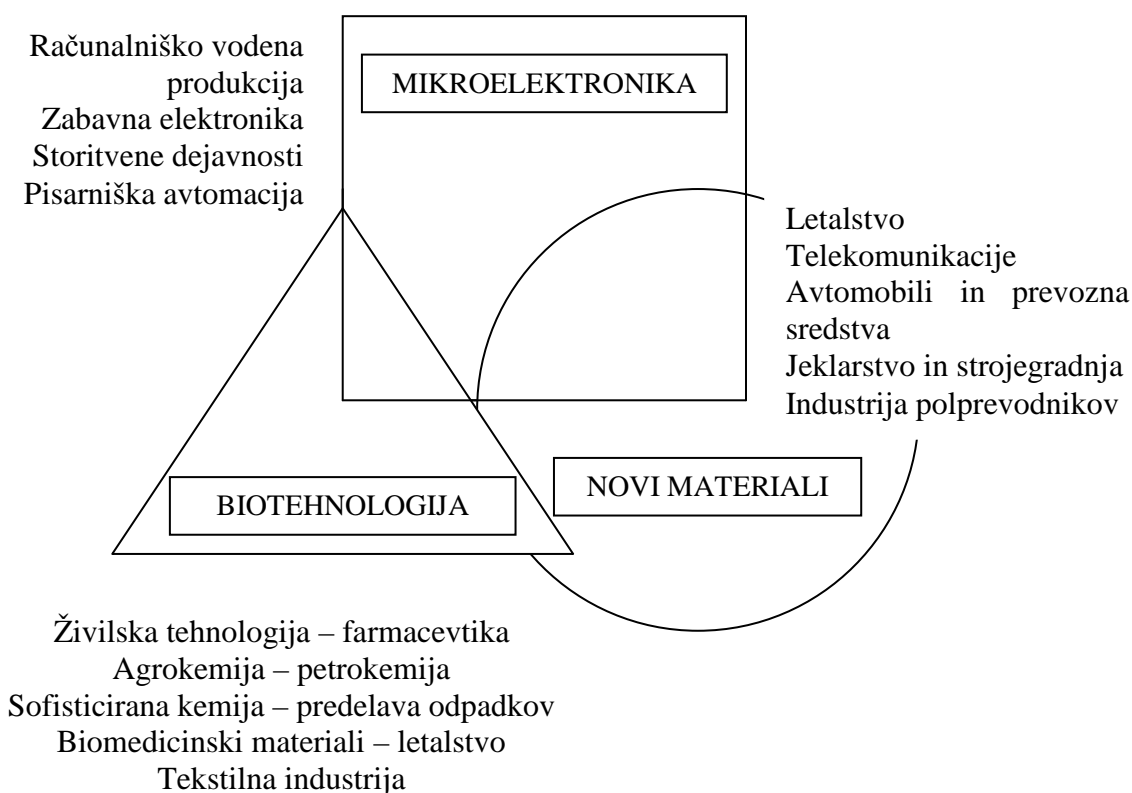 Računalniško vodena
produkcija
Zabavna elektronika
Storitvene dejavnosti
Pisarniška avtomacija
MIKROELEKTRONIKA
Letalstvo
Telekomunikacije
Avtomobili in prevozna
sredstva
Jeklarstvo in strojegradnja
Industrija polprevodnikov
NOVI MATERIALI
BIOTEHNOLOGIJA
Živilska tehnologija – farmacevtika
Agrokemija – petrokemija
Sofisticirana kemija – predelava odpadkov
Biomedicinski materiali – letalstvo
Tekstilna industrija